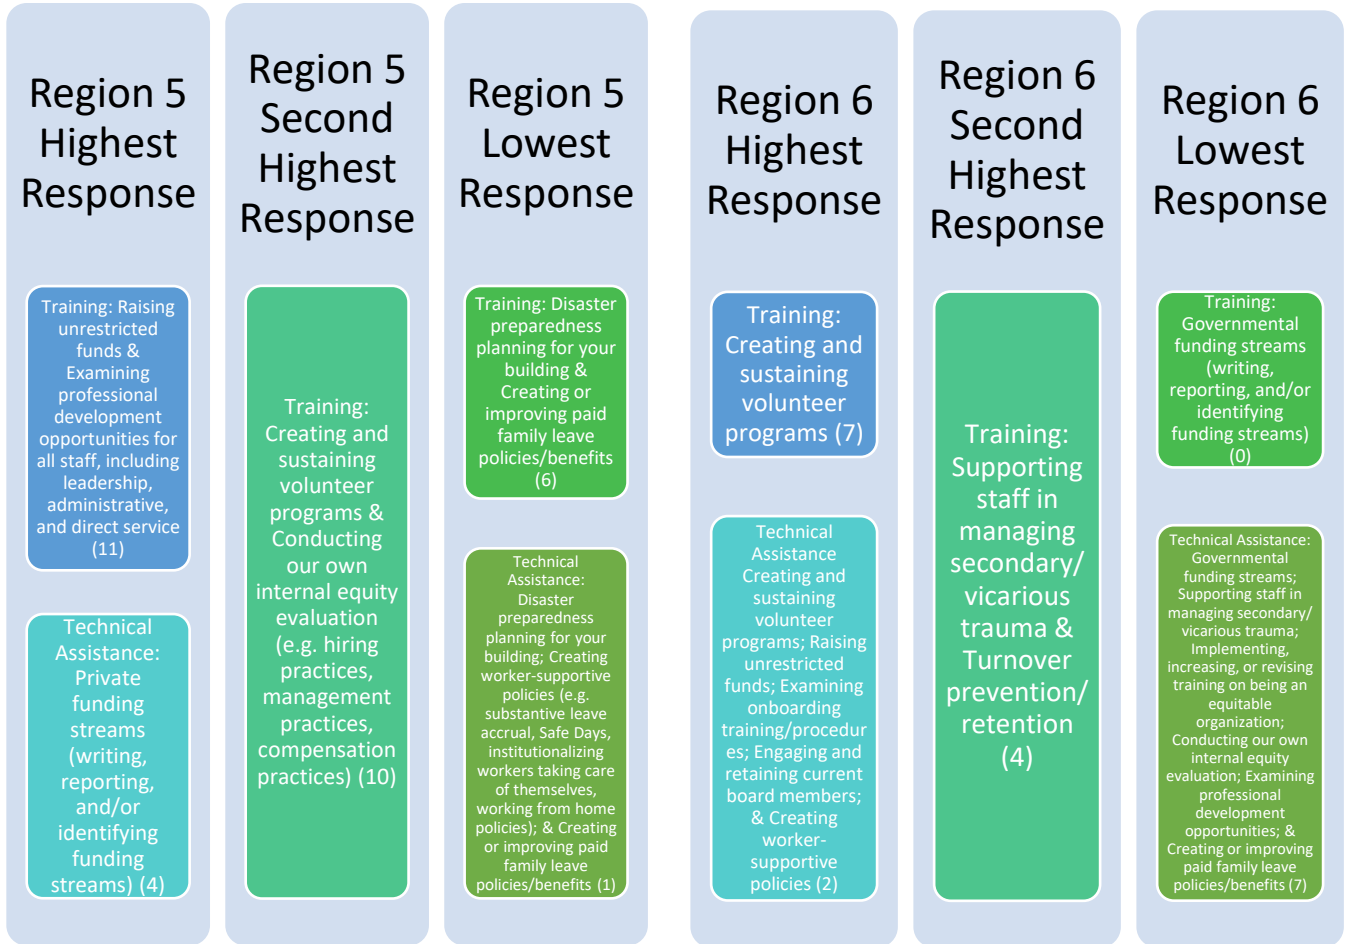 Region 5
Highest
Response
Training: Raising
unrestricted
funds &
Examining
professional
development
opportunities for
all staff, including
leadership,
administrative,
and direct service
(11)
Technical
Assistance:
Private
funding
streams
(writing,
reporting,
and/or
identifying
funding
streams) (4)
Region 5
Second
Highest
Response
Training:
Creating and
sustaining
volunteer
programs &
Conducting
our own
internal equity
evaluation
(e.g. hiring
practices,
management
practices,
compensation
practices) (10)
Region 5
Lowest
Response
Training: Disaster
preparedness
planning for your
building &
Creating or
improving paid
family leave
policies/benefits
(6)
Technical
Assistance:
Disaster
preparedness
planning for your
building; Creating
worker-supportive
policies (e.g.
substantive leave
accrual, Safe Days,
institutionalizing
workers taking care
of themselves,
working from home
policies); & Creating
or improving paid
family leave
policies/benefits (1)
Region 6
Highest
Response
Training:
Creating and
sustaining
volunteer
programs (7)
Technical
Assistance
Creating and
sustaining
volunteer
programs; Raising
unrestricted
funds; Examining
onboarding
training/procedur
es; Engaging and
retaining current
board members;
& Creating
worker-
supportive
policies (2)
Region 6
Second
Highest
Response
Training:
Supporting
staff in
managing
secondary/
vicarious
trauma &
Turnover
prevention/
retention
(4)
Region 6
Lowest
Response
Training:
Governmental
funding streams
(writing,
reporting, and/or
identifying
funding streams)
(0)
Technical Assistance:
Governmental
funding streams;
Supporting staff in
managing secondary/
vicarious trauma;
Implementing,
increasing, or revising
training on being an
equitable
organization;
Conducting our own
internal equity
evaluation; Examining
professional
development
opportunities; &
Creating or improving
paid family leave
policies/benefits (7)